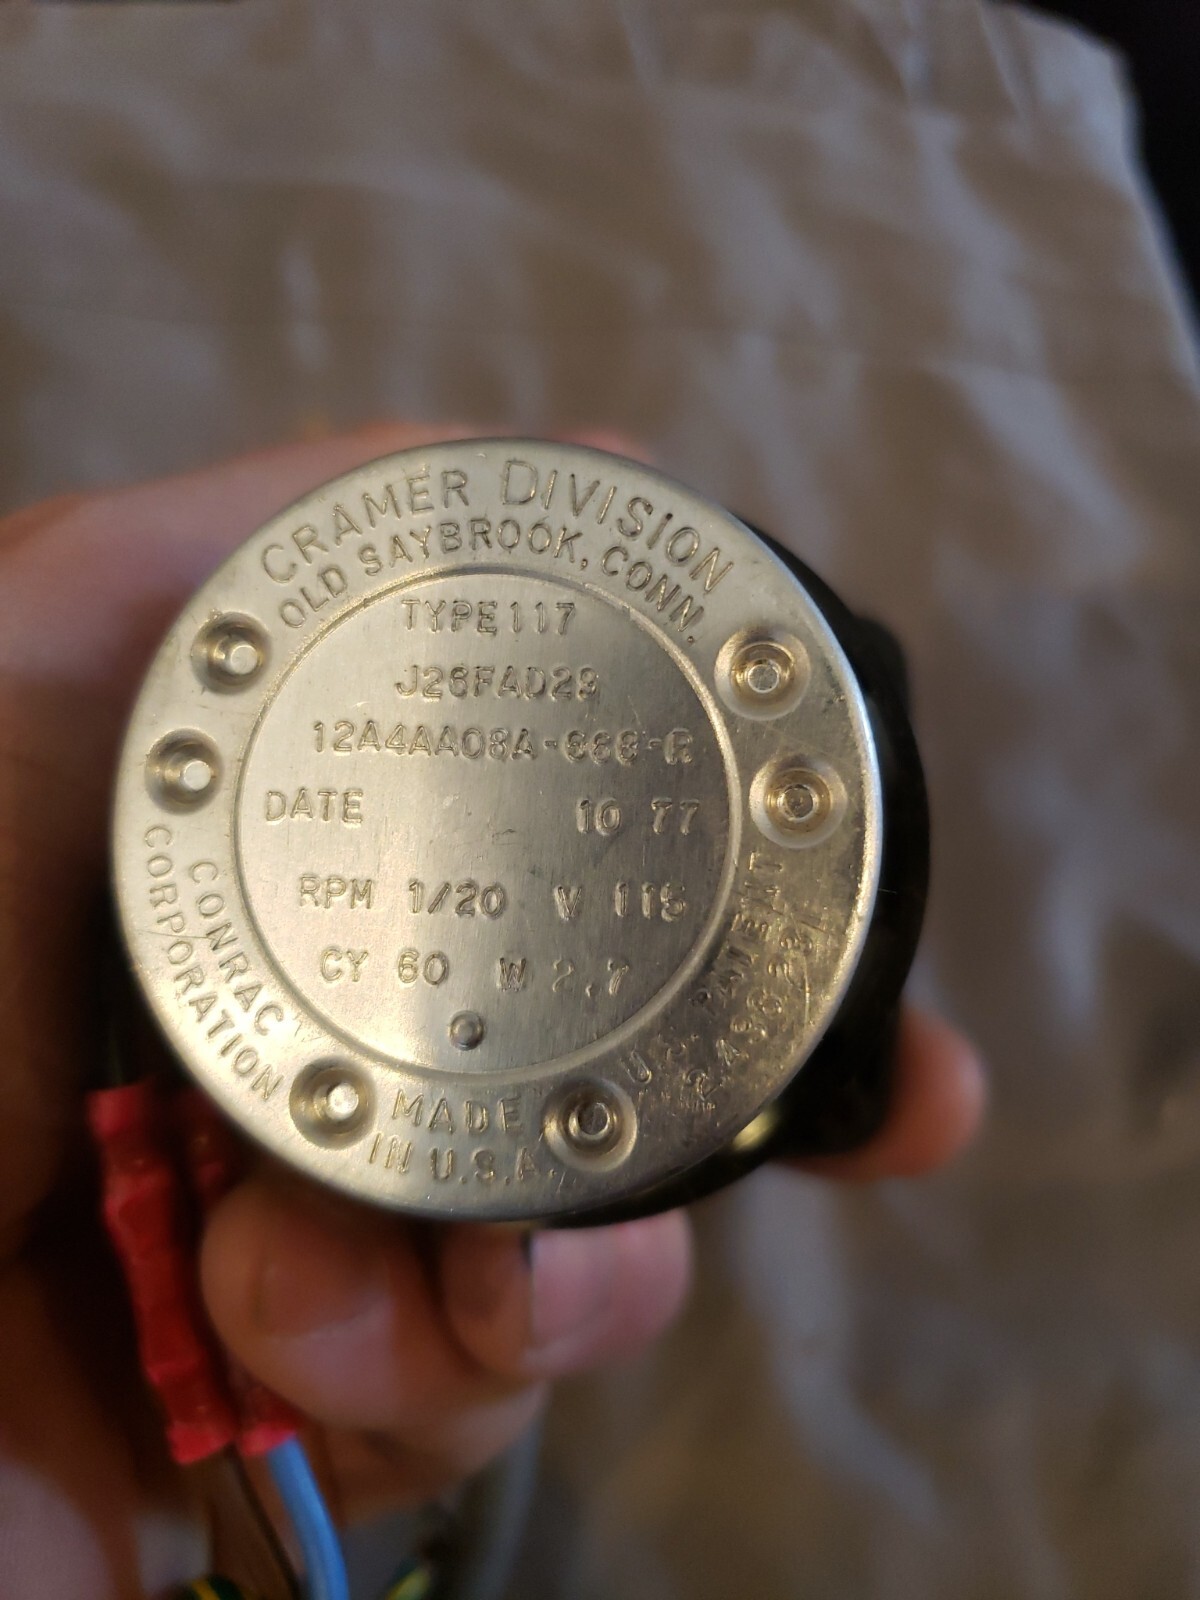 CRAMER DIVISION
OLD SAYBROOK, CONN.
TYPE 117
J26FAD29
DATE 10 77
RPM 1/20 V 115
CY 60 W 2.7
CONRAC
CORPORATION
MADE
IN U.S.A.
U.S. PATENT